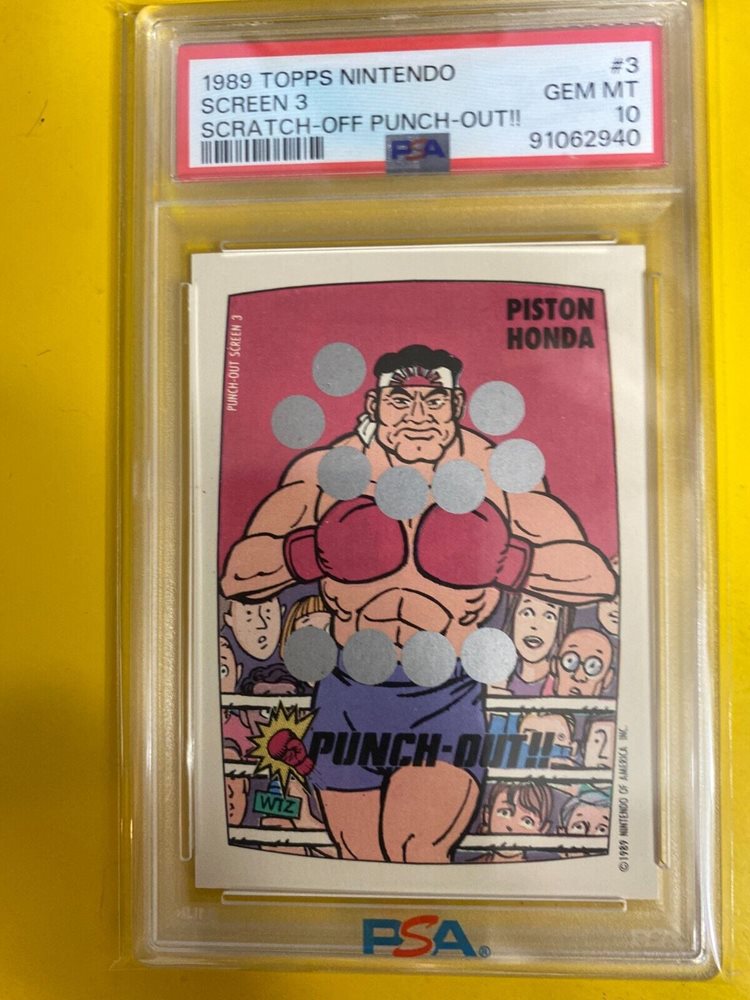 1989 TOPPS NINTENDO #3
SCREEN 3 GEM MT
SCRATCH-OFF PUNCH-OUT!! 10
PSA 91062940
PUNCH-OUT SCREEN 3
PISTON
HONDA
PUNCH-OUT!!
WIZ
2
©1989 NINTENDO OF AMERICA INC.
PSA®